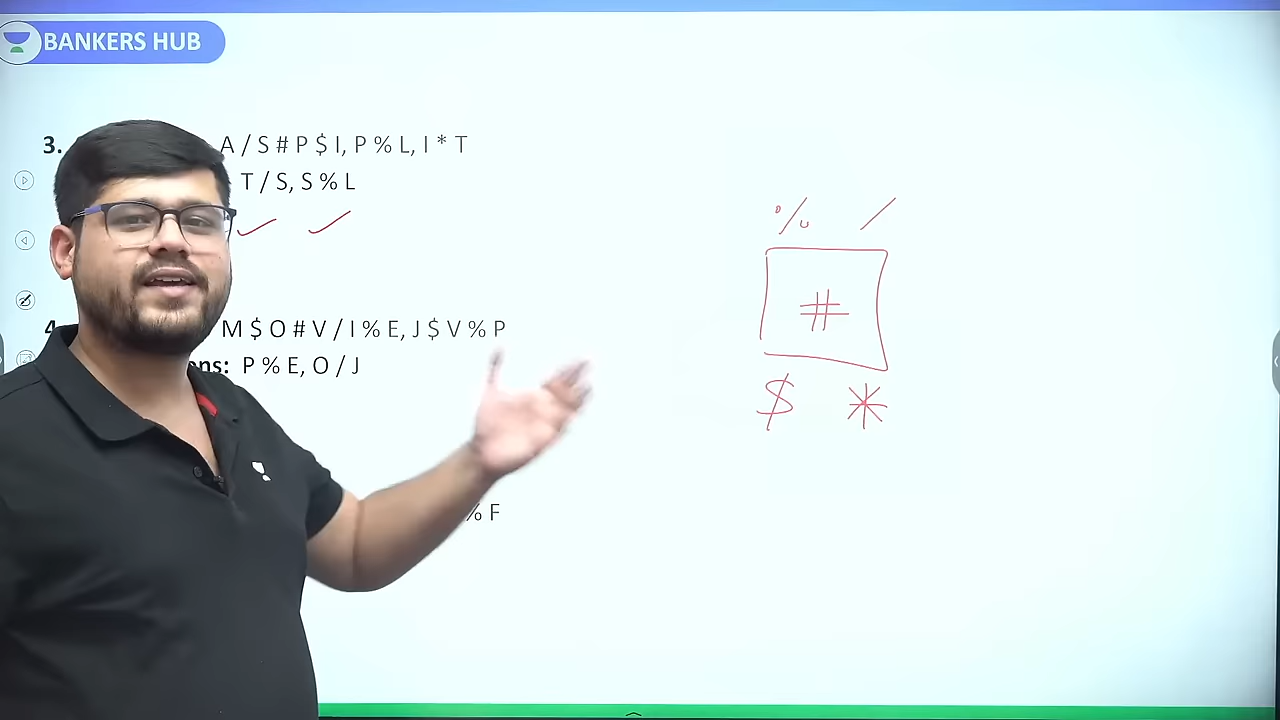 BANKERS HUB
3. A / S # P $ I, P % L, I * T
T / S, S % L
% /
#
$ *
4 M $ O # V / I % E, J $ V % P
ns: P % E, O / J
% F